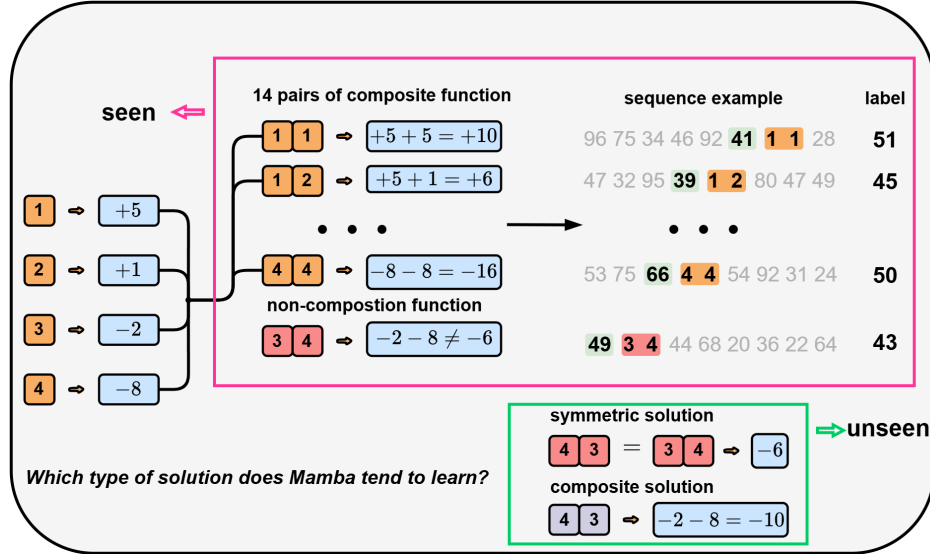 seen
14 pairs of composite function
sequence example
label
1 1 +5 + 5 = +10
96 75 34 46 92 41 1 1 28
51
1 2 +5 + 1 = +6
47 32 95 39 1 2 80 47 49
45
1 +5
2 +1
3 −2
4 −8
• • •
• • •
4 4 −8 − 8 = −16
53 75 66 4 4 54 92 31 24
50
non-compostion function
3 4 −2 − 8 ≠ −6
49 3 4 44 68 20 36 22 64
43
symmetric solution
4 3 = 3 4 −6
unseen
Which type of solution does Mamba tend to learn?
composite solution
4 3 −2 − 8 = −10